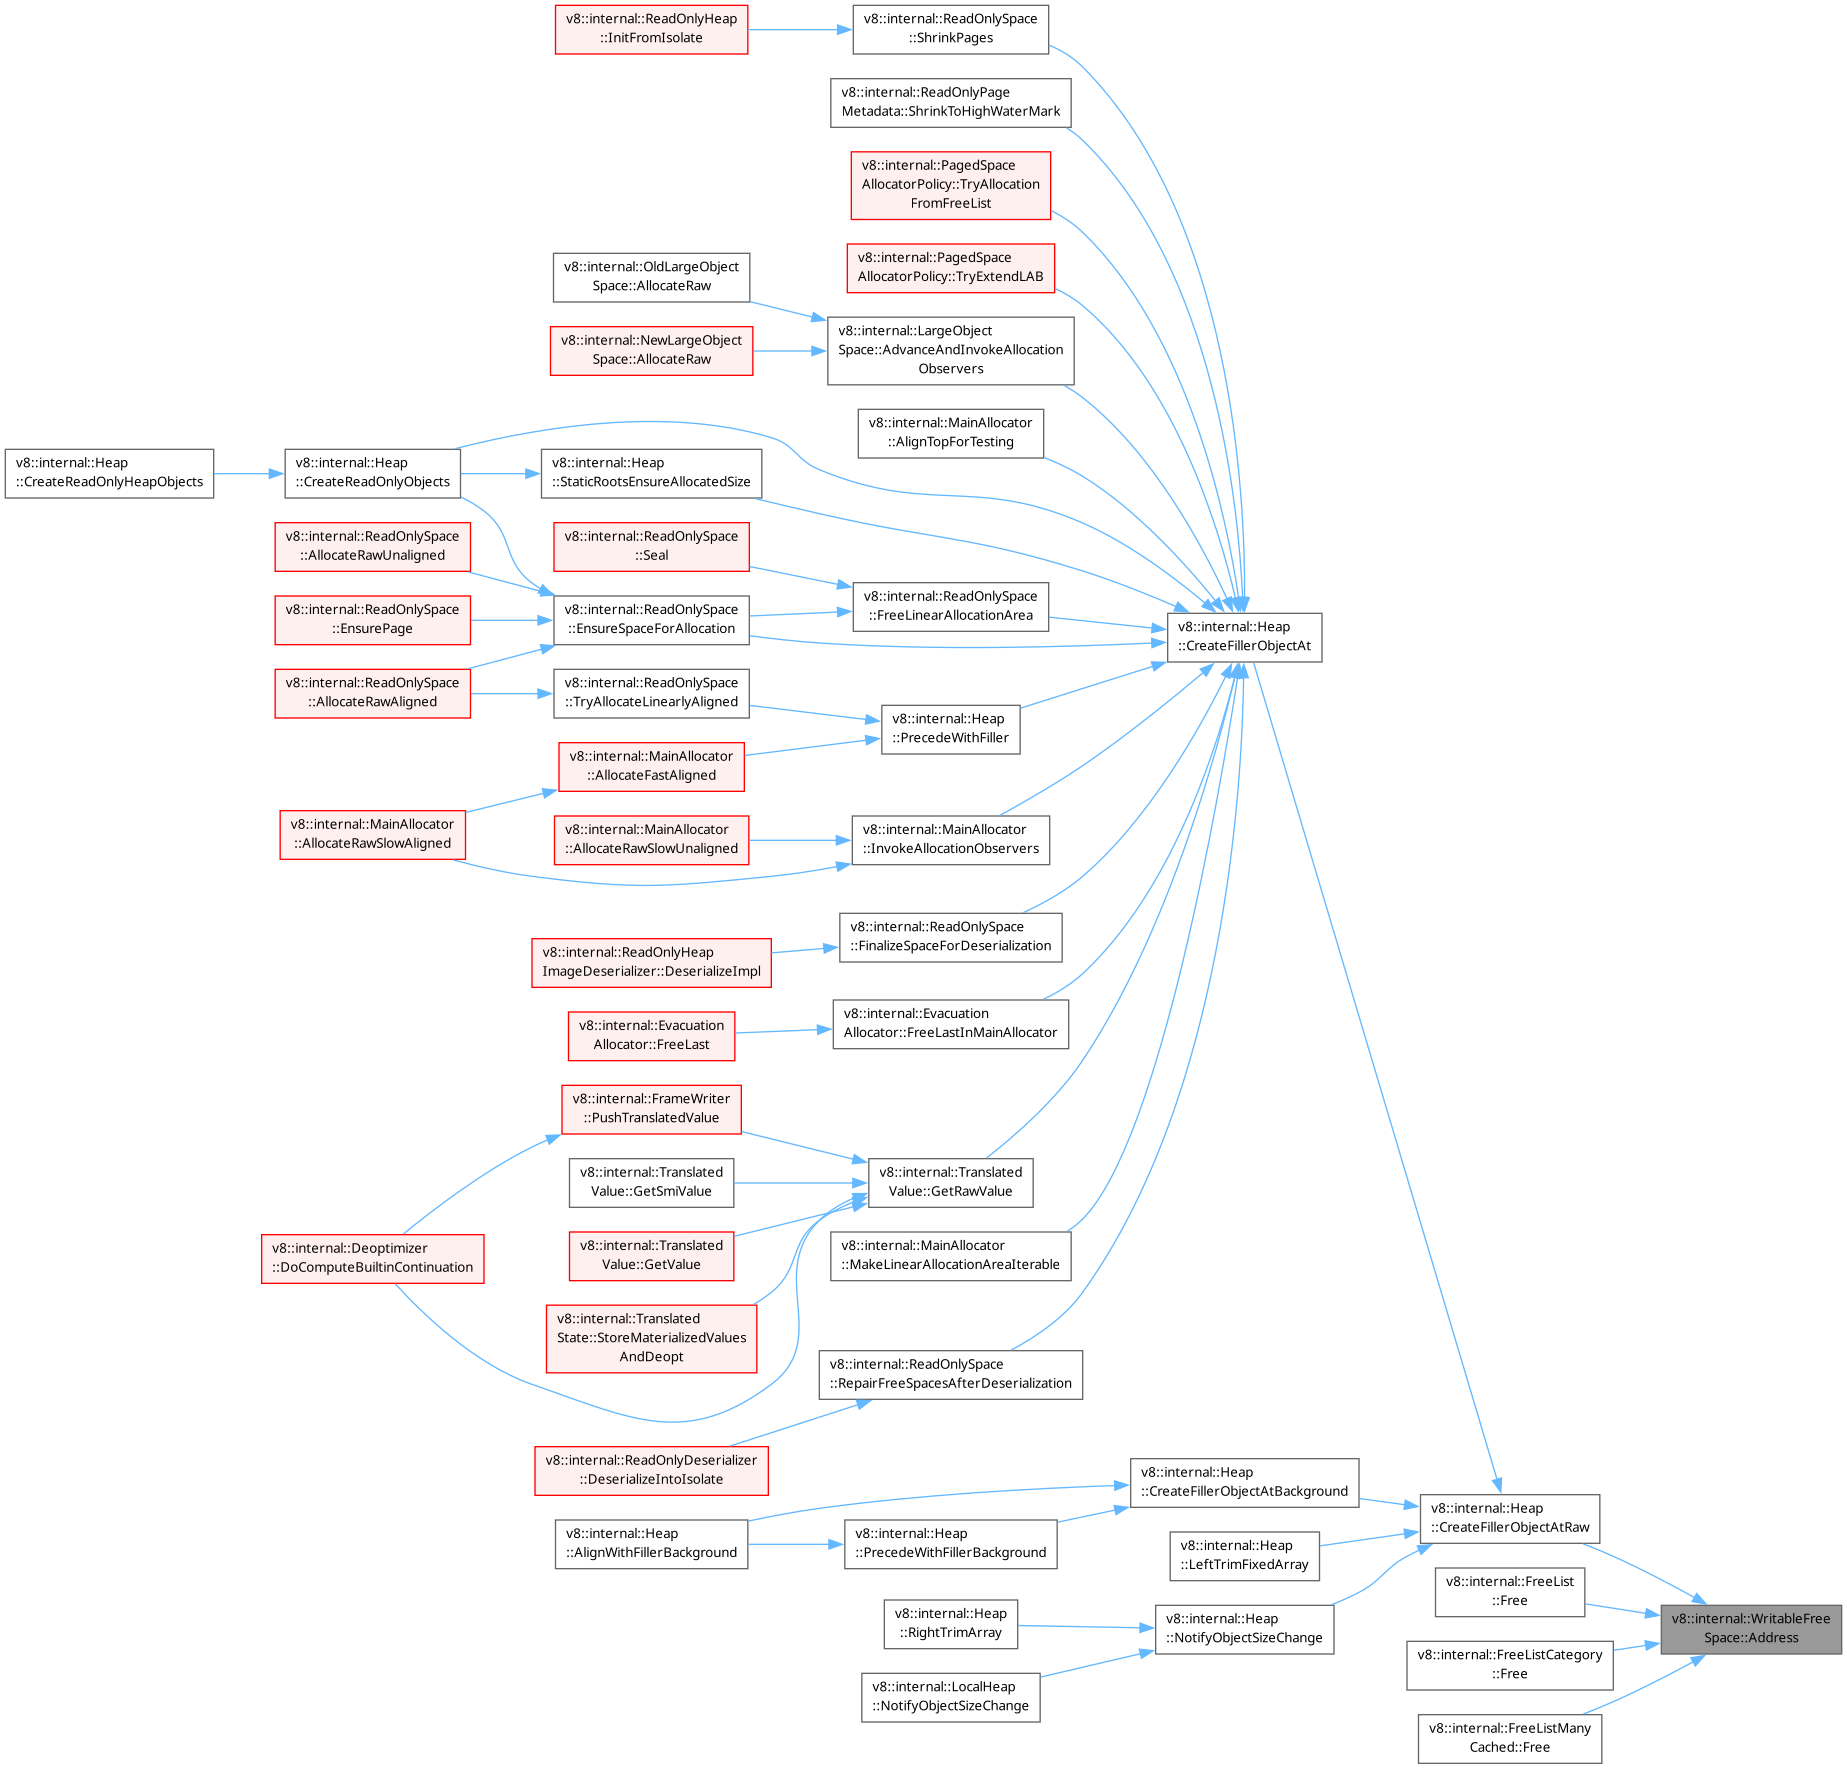 v8::internal::ReadOnlyHeap
::InitFromIsolate
v8::internal::ReadOnlySpace
::ShrinkPages
v8::internal::ReadOnlyPage
Metadata::ShrinkToHighWaterMark
v8::internal::PagedSpace
AllocatorPolicy::TryAllocation
FromFreeList
v8::internal::PagedSpace
AllocatorPolicy::TryExtendLAB
v8::internal::OldLargeObject
Space::AllocateRaw
v8::internal::NewLargeObject
Space::AllocateRaw
v8::internal::LargeObject
Space::AdvanceAndInvokeAllocation
Observers
v8::internal::MainAllocator
::AlignTopForTesting
v8::internal::Heap
::CreateReadOnlyHeapObjects
v8::internal::Heap
::CreateReadOnlyObjects
v8::internal::Heap
::StaticRootsEnsureAllocatedSize
v8::internal::ReadOnlySpace
::AllocateRawUnaligned
v8::internal::ReadOnlySpace
::Seal
v8::internal::ReadOnlySpace
::EnsurePage
v8::internal::ReadOnlySpace
::EnsureSpaceForAllocation
v8::internal::ReadOnlySpace
::FreeLinearAllocationArea
v8::internal::Heap
::CreateFillerObjectAt
v8::internal::ReadOnlySpace
::AllocateRawAligned
v8::internal::ReadOnlySpace
::TryAllocateLinearlyAligned
v8::internal::Heap
::PrecedeWithFiller
v8::internal::MainAllocator
::AllocateFastAligned
v8::internal::MainAllocator
::AllocateRawSlowAligned
v8::internal::MainAllocator
::AllocateRawSlowUnaligned
v8::internal::MainAllocator
::InvokeAllocationObservers
v8::internal::ReadOnlyHeap
ImageDeserializer::DeserializeImpl
v8::internal::ReadOnlySpace
::FinalizeSpaceForDeserialization
v8::internal::Evacuation
Allocator::FreeLast
v8::internal::Evacuation
Allocator::FreeLastInMainAllocator
v8::internal::FrameWriter
::PushTranslatedValue
v8::internal::Translated
Value::GetSmiValue
v8::internal::Translated
Value::GetRawValue
v8::internal::Deoptimizer
::DoComputeBuiltinContinuation
v8::internal::Translated
Value::GetValue
v8::internal::MainAllocator
::MakeLinearAllocationAreaIterable
v8::internal::Translated
State::StoreMaterializedValues
AndDeopt
v8::internal::ReadOnlySpace
::RepairFreeSpacesAfterDeserialization
v8::internal::ReadOnlyDeserializer
::DeserializeIntoIsolate
v8::internal::Heap
::CreateFillerObjectAtBackground
v8::internal::Heap
::CreateFillerObjectAtRaw
v8::internal::Heap
::AlignWithFillerBackground
v8::internal::Heap
::PrecedeWithFillerBackground
v8::internal::Heap
::LeftTrimFixedArray
v8::internal::FreeList
::Free
v8::internal::Heap
::RightTrimArray
v8::internal::Heap
::NotifyObjectSizeChange
v8::internal::WritableFree
Space::Address
v8::internal::FreeListCategory
::Free
v8::internal::LocalHeap
::NotifyObjectSizeChange
v8::internal::FreeListMany
Cached::Free